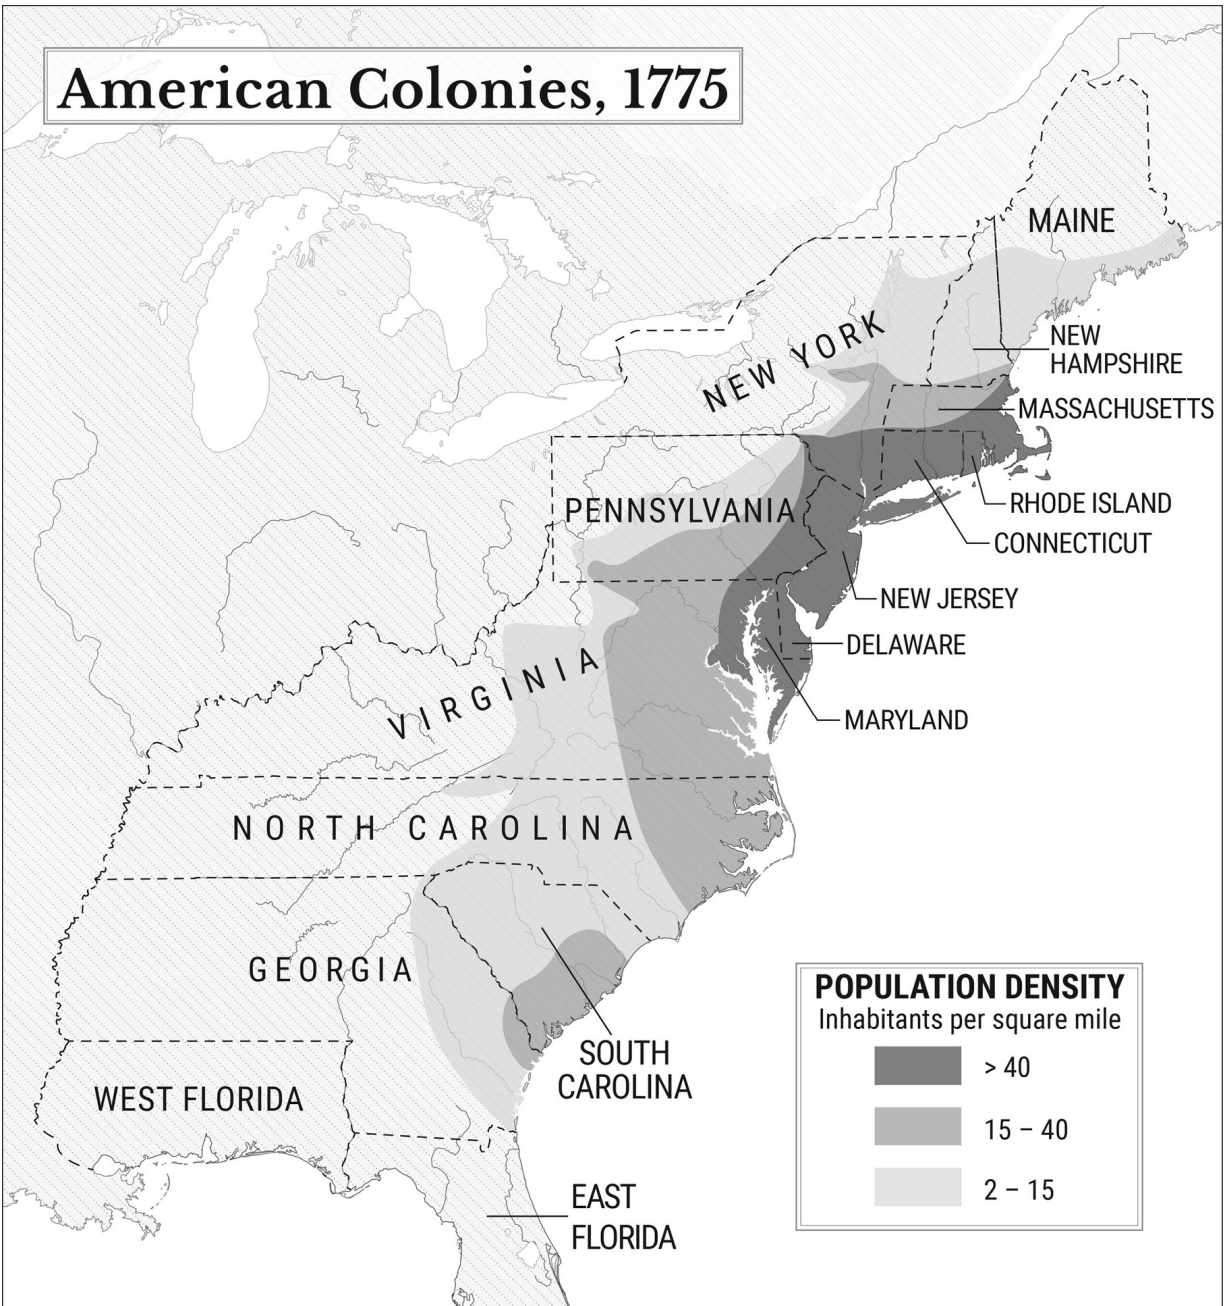 American Colonies, 1775
MAINE
NEW YORK
NEW
HAMPSHIRE
MASSACHUSETTS
RHODE ISLAND
CONNECTICUT
PENNSYLVANIA
NEW JERSEY
DELAWARE
MARYLAND
VIRGINIA
NORTH CAROLINA
GEORGIA
SOUTH
CAROLINA
WEST FLORIDA
EAST
FLORIDA
POPULATION DENSITY
Inhabitants per square mile
> 40
15 – 40
2 – 15